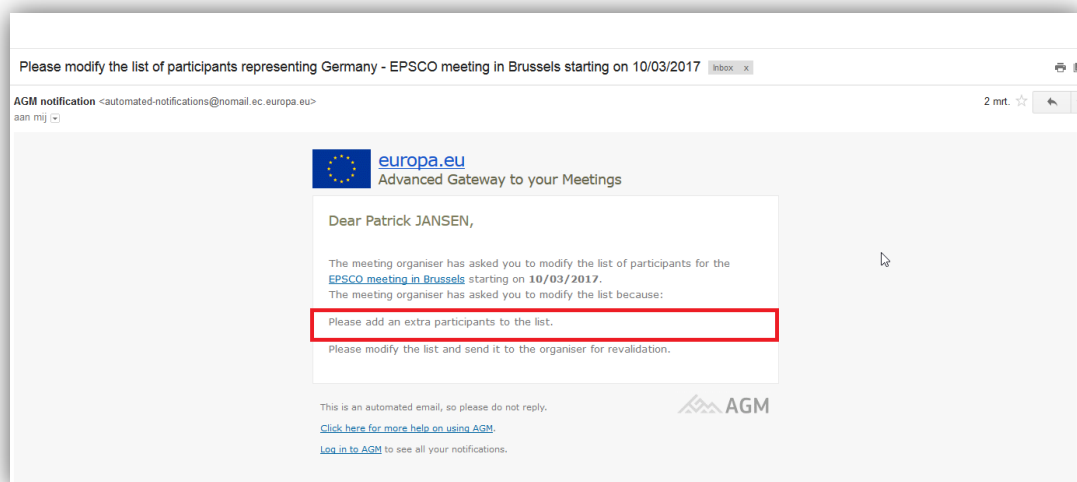 Please modify the list of participants representing Germany - EPSCO meeting in Brussels starting on 10/03/2017 Inbox x
AGM notification <automated-notifications@nomail.ec.europa.eu>
2 mrt.
aan mij
europa.eu
Advanced Gateway to your Meetings
Dear Patrick JANSEN,
The meeting organiser has asked you to modify the list of participants for the
EPSCO meeting in Brussels starting on 10/03/2017.
The meeting organiser has asked you to modify the list because:
Please add an extra participants to the list.
Please modify the list and send it to the organiser for revalidation.
This is an automated email, so please do not reply.
AGM
Click here for more help on using AGM.
Log in to AGM to see all your notifications.